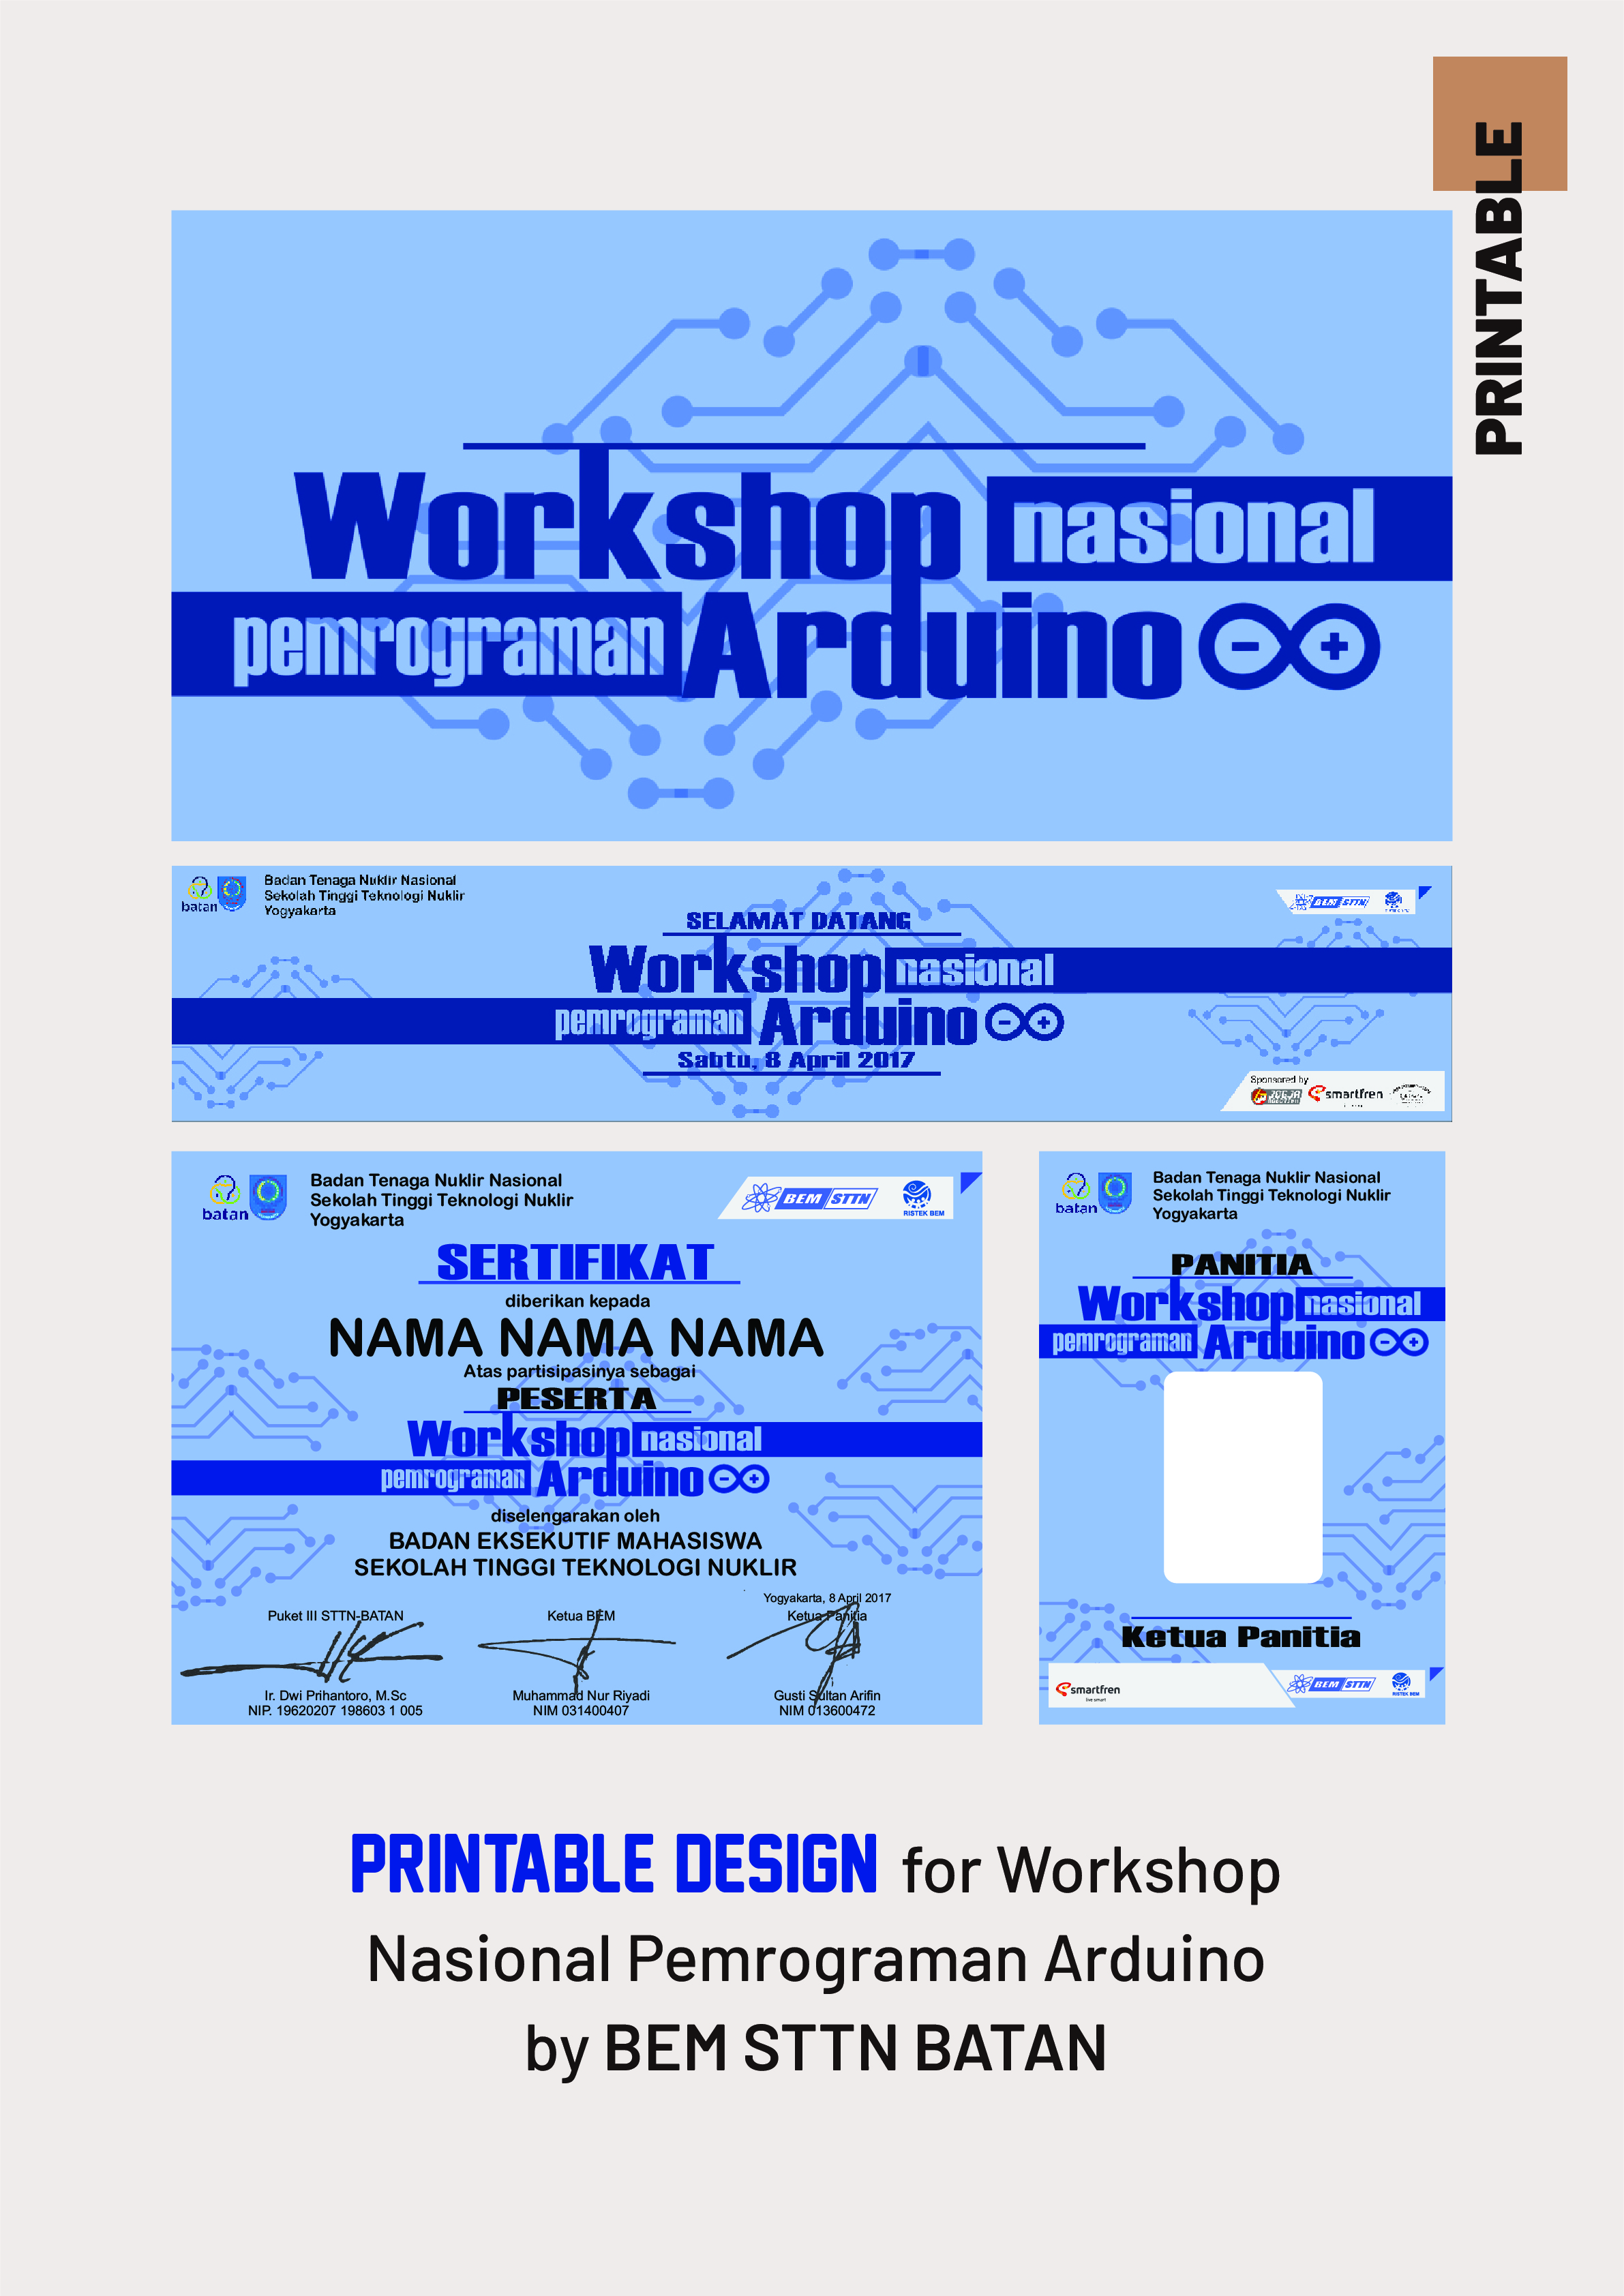 PRINTABLE
Workshop nasional
pemrograman Arduino
batan
Badan Tenaga Nuklir Nasional
Sekolah Tinggi Teknologi Nuklir
Yogyakarta
BEM STTN
SELAMAT DATANG
Workshop nasional
pemrograman Arduino
Sabtu, 8 April 2017
Sponsored by
smartfren
batan
Badan Tenaga Nuklir Nasional
Sekolah Tinggi Teknologi Nuklir
Yogyakarta
BEM STTN
RISTEK BEM
SERTIFIKAT
diberikan kepada
NAMA NAMA NAMA
Atas partisipasinya sebagai
PESERTA
Workshop nasional
pemrograman Arduino
diselengarakan oleh
BADAN EKSEKUTIF MAHASISWA
SEKOLAH TINGGI TEKNOLOGI NUKLIR
Yogyakarta, 8 April 2017
Puket III STTN-BATAN
Ketua BEM
Ketua Panitia
Ir. Dwi Prihantoro, M.Sc
NIP. 19620207 198603 1 005
Muhammad Nur Riyadi
NIM 031400407
Gusti Sultan Arifin
NIM 013600472
batan
Badan Tenaga Nuklir Nasional
Sekolah Tinggi Teknologi Nuklir
Yogyakarta
PANITIA
Workshop nasional
pemrograman Arduino
Ketua Panitia
smartfren
live smart
BEM STTN
RISTEK BEM
PRINTABLE DESIGN for Workshop
Nasional Pemrograman Arduino
by BEM STTN BATAN